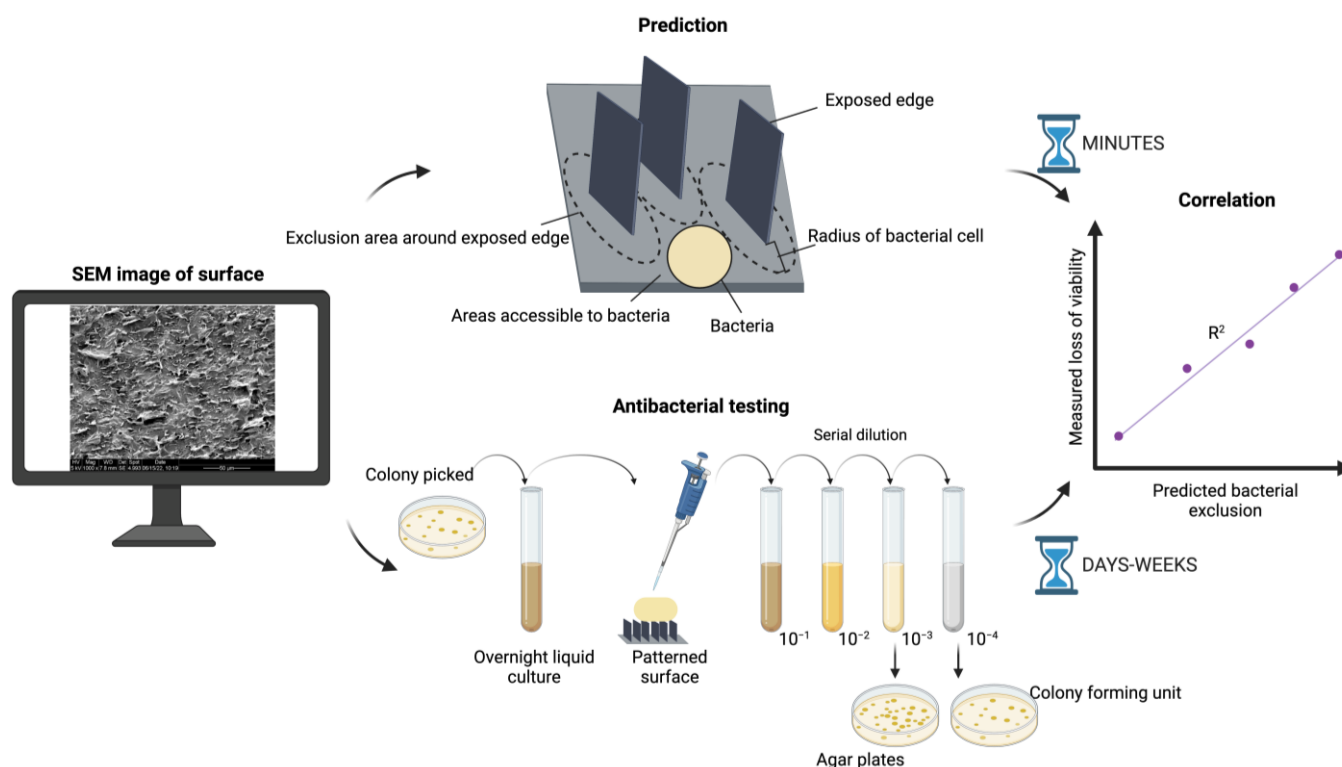 Prediction
Exposed edge
MINUTES
Correlation
Exclusion area around exposed edge
Radius of bacterial cell
SEM image of surface
Areas accessible to bacteria
Bacteria
Measured loss of viability
R²
Predicted bacterial
exclusion
Antibacterial testing
Serial dilution
Colony picked
10⁻¹
10⁻²
10⁻³
10⁻⁴
DAYS-WEEKS
Overnight liquid
culture
Patterned
surface
Colony forming unit
Agar plates